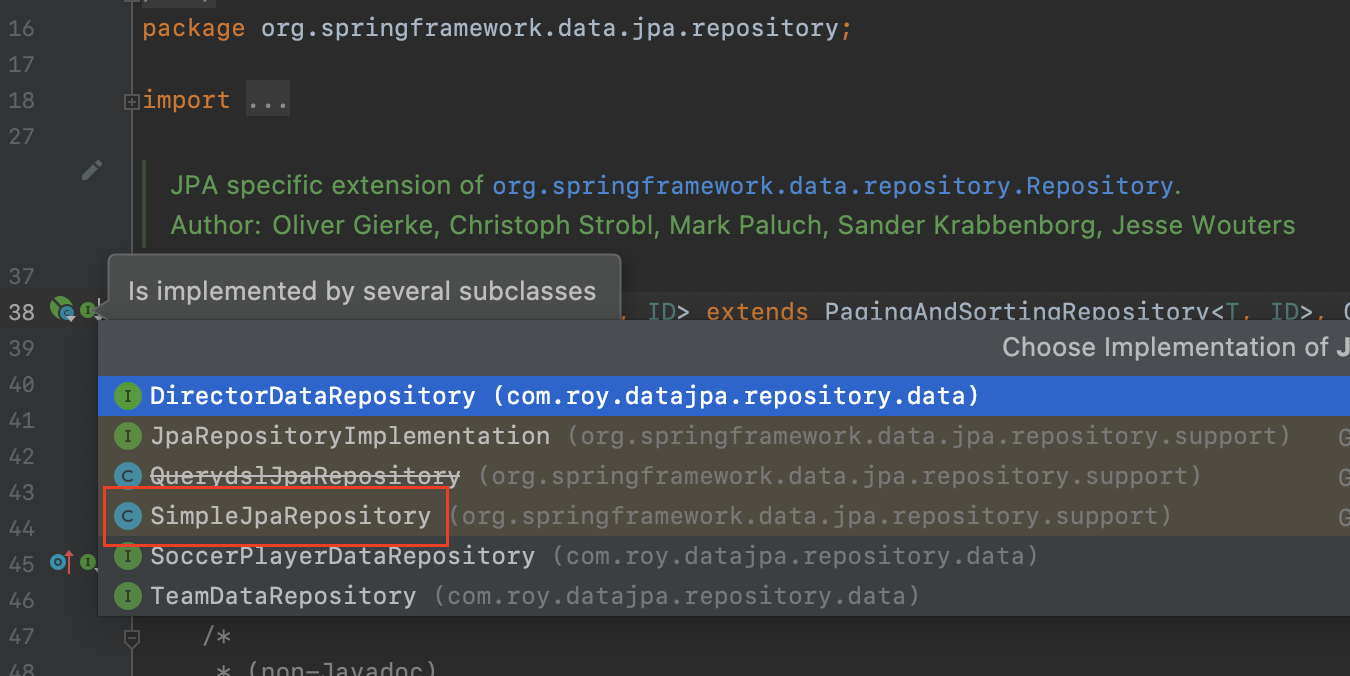 16 package org.springframework.data.jpa.repository;
17
18 import ...
27
JPA specific extension of org.springframework.data.repository.Repository.
Author: Oliver Gierke, Christoph Strobl, Mark Paluch, Sander Krabbenborg, Jesse Wouters
37
Is implemented by several subclasses
38 , ID> extends PagingAndSortingRepository<T, ID>,
39
Choose Implementation of J
40
DirectorDataRepository (com.roy.datajpa.repository.data)
41
JpaRepositoryImplementation (org.springframework.data.jpa.repository.support) G
42
QuerydslJpaRepository (org.springframework.data.jpa.repository.support) G
43
SimpleJpaRepository (org.springframework.data.jpa.repository.support) G
44
45
SoccerPlayerDataRepository (com.roy.datajpa.repository.data)
46
TeamDataRepository (com.roy.datajpa.repository.data)
47 /*
48 * (non-Javadoc)